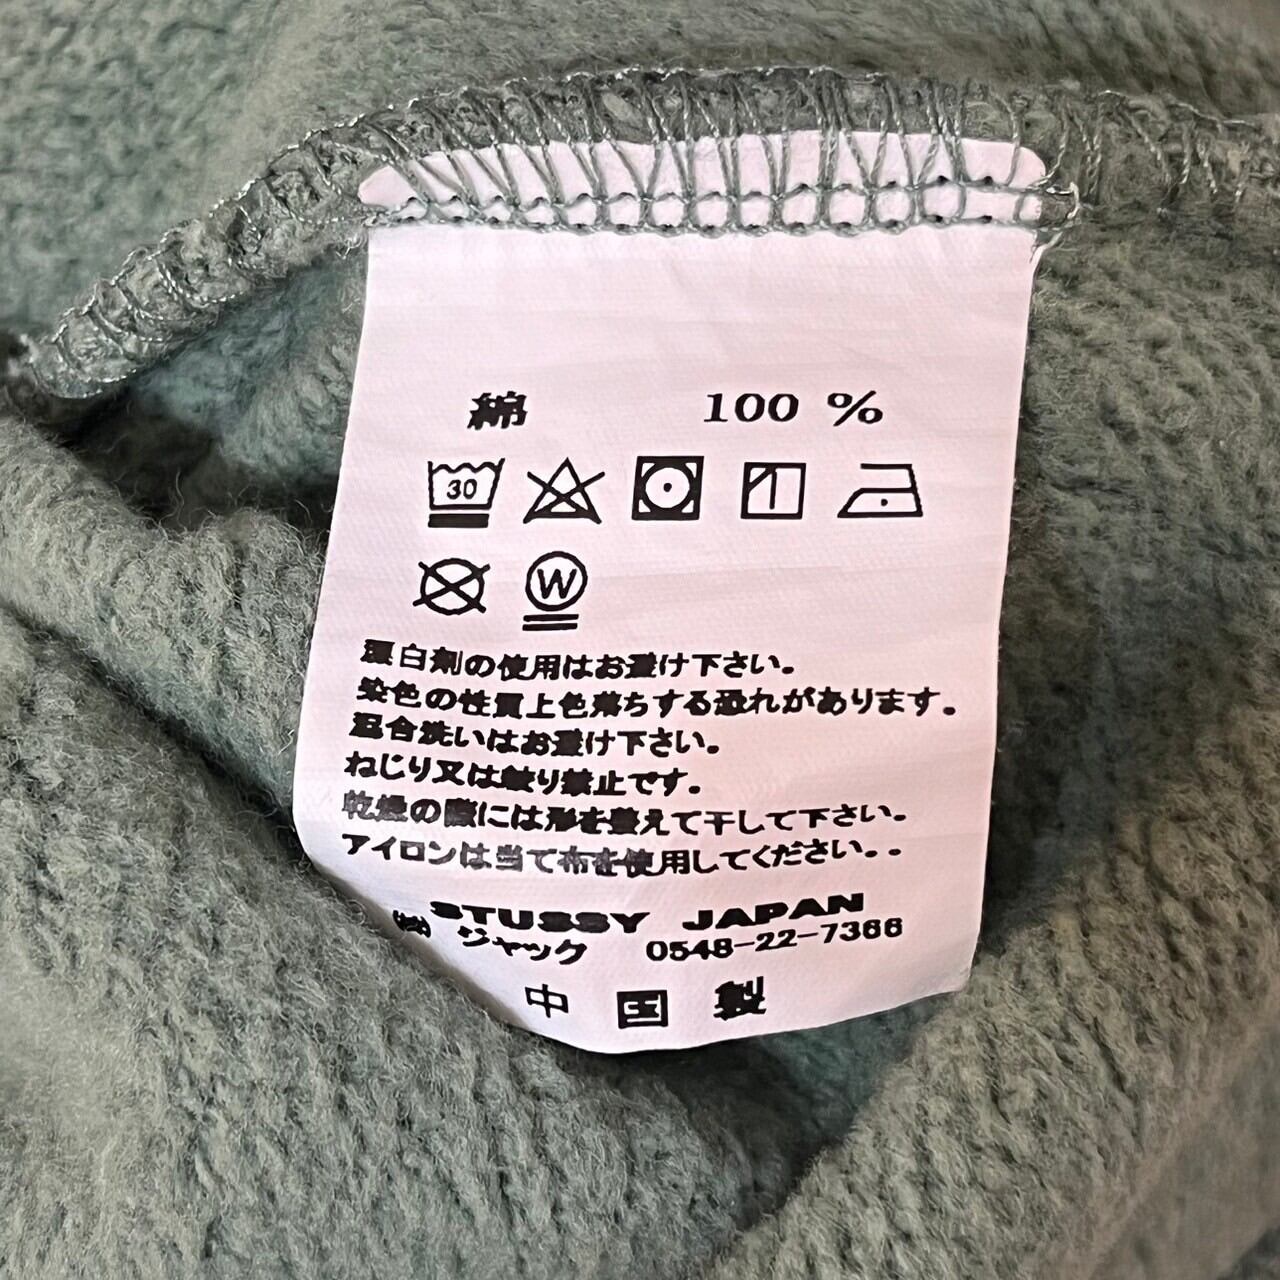 綿 100 %
30
W
漂白剤の使用はお避け下さい。
染色の性質上色落ちする恐れがあります。
混合洗いはお避け下さい。
ねじり又は絞り禁止です。
乾燥の際には形を整えて干して下さい。
アイロンは当て布を使用してください。.
STUSSY JAPAN
(株) ジャック 0548-22-7366
中国製